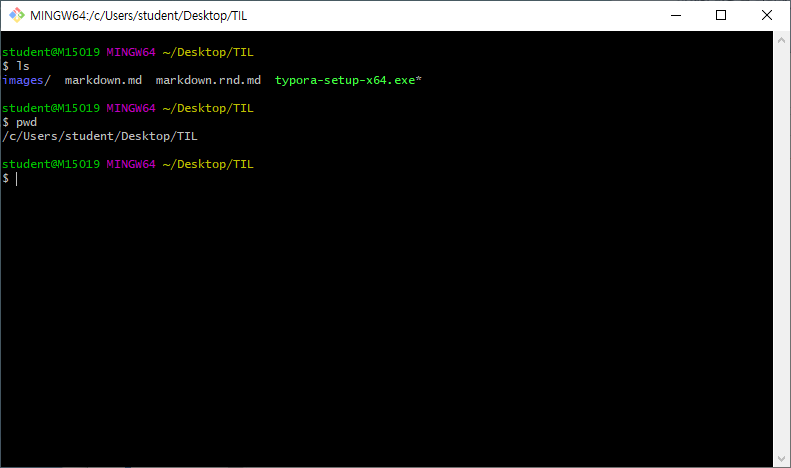 MINGW64:/c/Users/student/Desktop/TIL
student@M15019 MINGW64 ~/Desktop/TIL
$ ls
images/  markdown.md  markdown.rnd.md  typora-setup-x64.exe*
student@M15019 MINGW64 ~/Desktop/TIL
$ pwd
/c/Users/student/Desktop/TIL
student@M15019 MINGW64 ~/Desktop/TIL
$